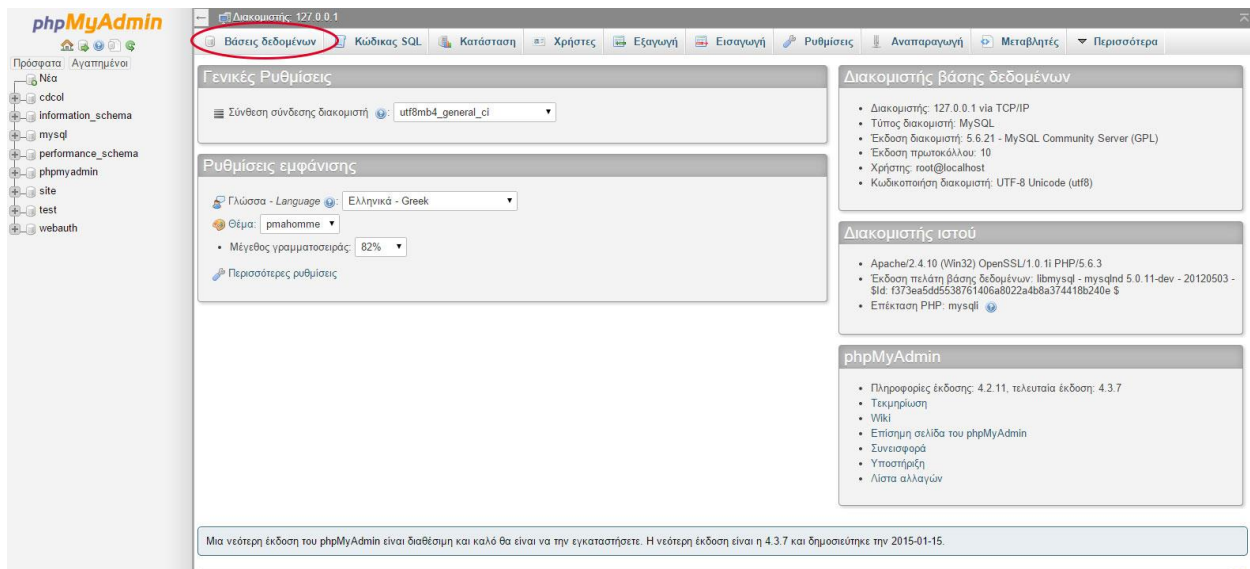 phpMyAdmin
Πρόσφατα Αγαπημένοι
Νέα
cdcol
information_schema
mysql
performance_schema
phpmyadmin
site
test
webauth
Διακομιστής: 127.0.0.1
Βάσεις δεδομένων Κώδικας SQL Κατάσταση Χρήστες Εξαγωγή Εισαγωγή Ρυθμίσεις Αναπαραγωγή Μεταβλητές Περισσότερα
Γενικές Ρυθμίσεις
Σύνθεση σύνδεσης διακομιστή : utf8mb4_general_ci
Ρυθμίσεις εμφάνισης
Γλώσσα - Language : Ελληνικά - Greek
Θέμα: pmahomme
• Μέγεθος γραμματοσειράς: 82%
Περισσότερες ρυθμίσεις
Διακομιστής βάσης δεδομένων
• Διακομιστής: 127.0.0.1 via TCP/IP
• Τύπος διακομιστή: MySQL
• Έκδοση διακομιστή: 5.6.21 - MySQL Community Server (GPL)
• Έκδοση πρωτοκόλλου: 10
• Χρήστης: root@localhost
• Κωδικοποίηση διακομιστή: UTF-8 Unicode (utf8)
Διακομιστής ιστού
• Apache/2.4.10 (Win32) OpenSSL/1.0.1i PHP/5.6.3
• Έκδοση πελάτη βάσης δεδομένων: libmysql - mysqlnd 5.0.11-dev - 20120503 -
$Id: f373ea5dd5538761406a8022a4b8a374418b240e $
• Επέκταση PHP: mysqli
phpMyAdmin
• Πληροφορίες έκδοσης: 4.2.11, τελευταία έκδοση: 4.3.7
• Τεκμηρίωση
• Wiki
• Επίσημη σελίδα του phpMyAdmin
• Συνεισφορά
• Υποστήριξη
• Λίστα αλλαγών
Μια νεότερη έκδοση του phpMyAdmin είναι διαθέσιμη και καλό θα είναι να την εγκαταστήσετε. Η νεότερη έκδοση είναι η 4.3.7 και δημοσιεύτηκε την 2015-01-15.